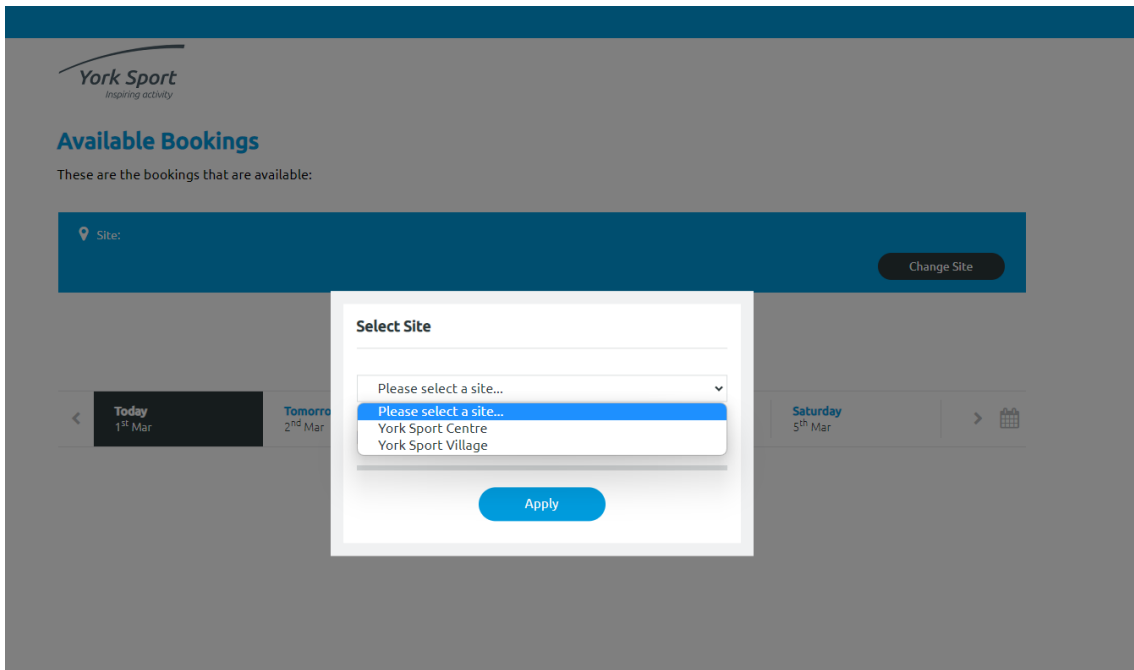 York Sport
Inspiring activity
Available Bookings
These are the bookings that are available:
Site:
Change Site
Select Site
Please select a site...
Please select a site...
York Sport Centre
York Sport Village
Apply
Today
1st Mar
Tomorro
2nd Mar
Saturday
5th Mar